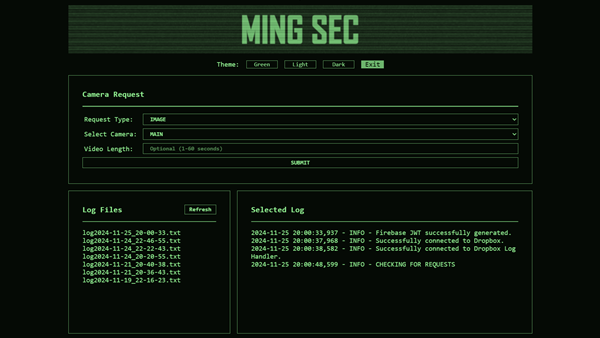 MING SEC
Theme: Green Light Dark Exit
Camera Request
Request Type: IMAGE
Select Camera: MAIN
Video Length: Optional (1-60 seconds)
SUBMIT
Log Files Refresh
log2024-11-25_20-00-33.txt
log2024-11-24_22-46-55.txt
log2024-11-24_22-22-43.txt
log2024-11-24_20-20-55.txt
log2024-11-21_20-40-38.txt
log2024-11-21_20-36-43.txt
log2024-11-19_22-16-23.txt
Selected Log
2024-11-25 20:00:33,937 - INFO - Firebase JWT successfully generated.
2024-11-25 20:00:37,968 - INFO - Successfully connected to Dropbox.
2024-11-25 20:00:38,582 - INFO - Successfully connected to Dropbox Log
Handler.
2024-11-25 20:00:48,599 - INFO - CHECKING FOR REQUESTS